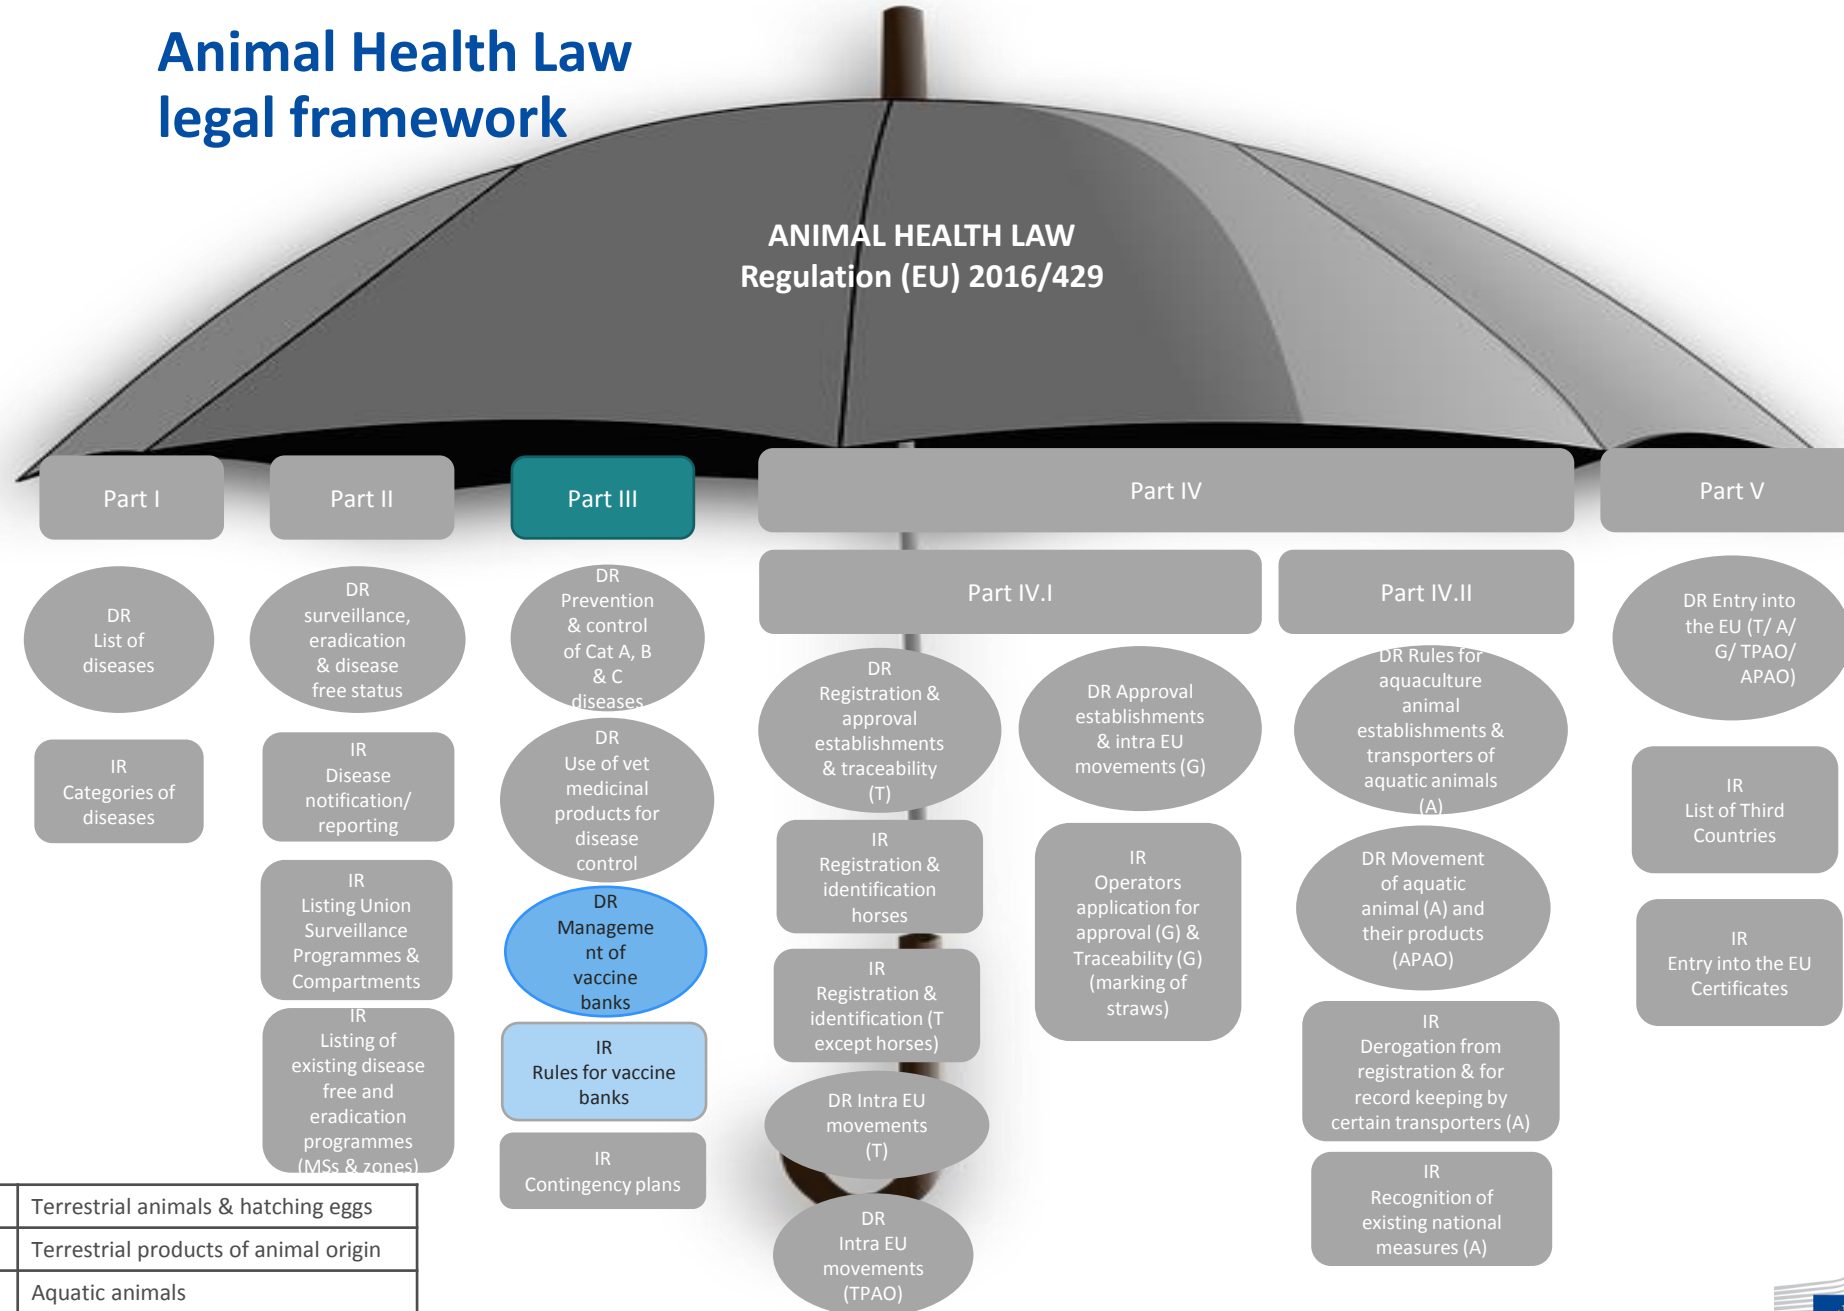 Animal Health Law
legal framework
ANIMAL HEALTH LAW
Regulation (EU) 2016/429
Part I
Part II
Part III
Part IV
Part V
Part IV.I
Part IV.II
DR
List of
diseases
IR
Categories of
diseases
DR
surveillance,
eradication
& disease
free status
IR
Disease
notification/
reporting
IR
Listing Union
Surveillance
Programmes &
Compartments
IR
Listing of
existing disease
free and
eradication
programmes
(MSs & zones)
DR
Prevention
& control
of Cat A, B
& C
diseases
DR
Use of vet
medicinal
products for
disease
control
DR
Manageme
nt of
vaccine
banks
IR
Rules for vaccine
banks
IR
Contingency plans
DR
Registration &
approval
establishments
& traceability
(T)
IR
Registration &
identification
horses
IR
Registration &
identification (T
except horses)
DR Intra EU
movements
(T)
DR
Intra EU
movements
(TPAO)
DR Approval
establishments
& intra EU
movements (G)
IR
Operators
application for
approval (G) &
Traceability (G)
(marking of
straws)
DR Rules for
aquaculture
animal
establishments &
transporters of
aquatic animals
(A)
DR Movement
of aquatic
animal (A) and
their products
(APAO)
IR
Derogation from
registration & for
record keeping by
certain transporters (A)
IR
Recognition of
existing national
measures (A)
DR Entry into
the EU (T/ A/
G/ TPAO/
APAO)
IR
List of Third
Countries
IR
Entry into the EU
Certificates
Terrestrial animals & hatching eggs
Terrestrial products of animal origin
Aquatic animals